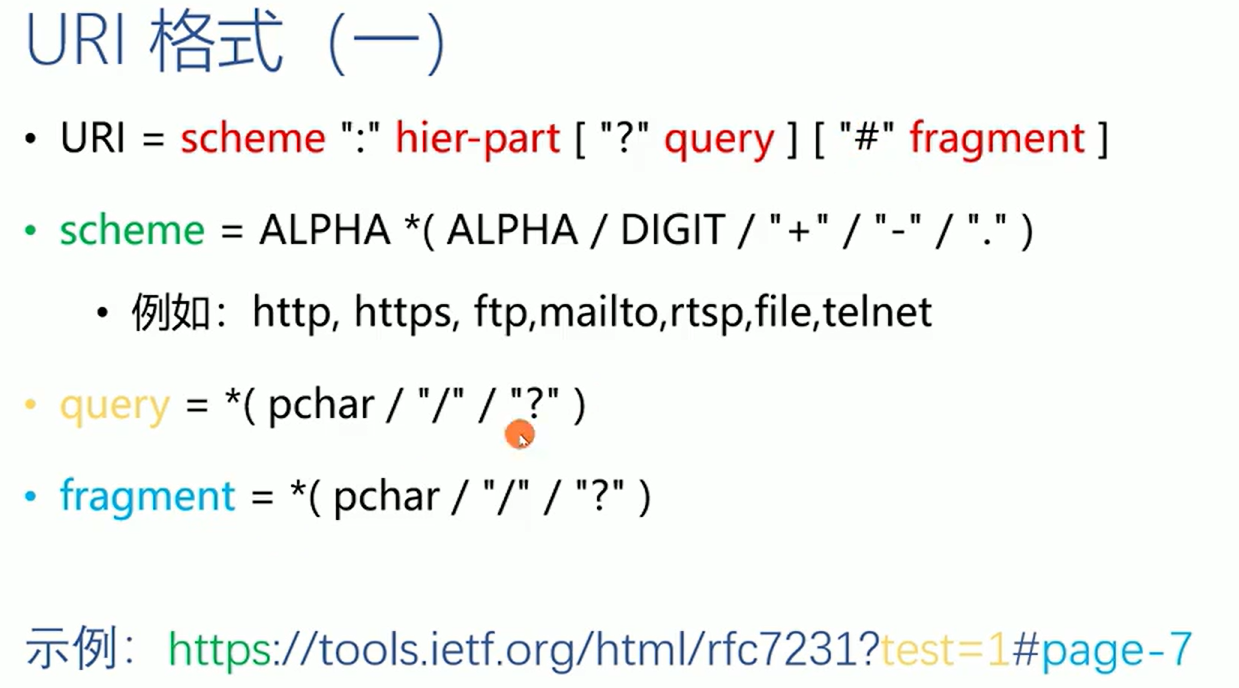 URI 格式（一）
• URI = scheme ":" hier-part [ "?" query ] [ "#" fragment ]
• scheme = ALPHA *( ALPHA / DIGIT / "+" / "-" / "." )
• 例如：http, https, ftp,mailto,rtsp,file,telnet
• query = *( pchar / "/" / "?" )
• fragment = *( pchar / "/" / "?" )
示例：https://tools.ietf.org/html/rfc7231?test=1#page-7